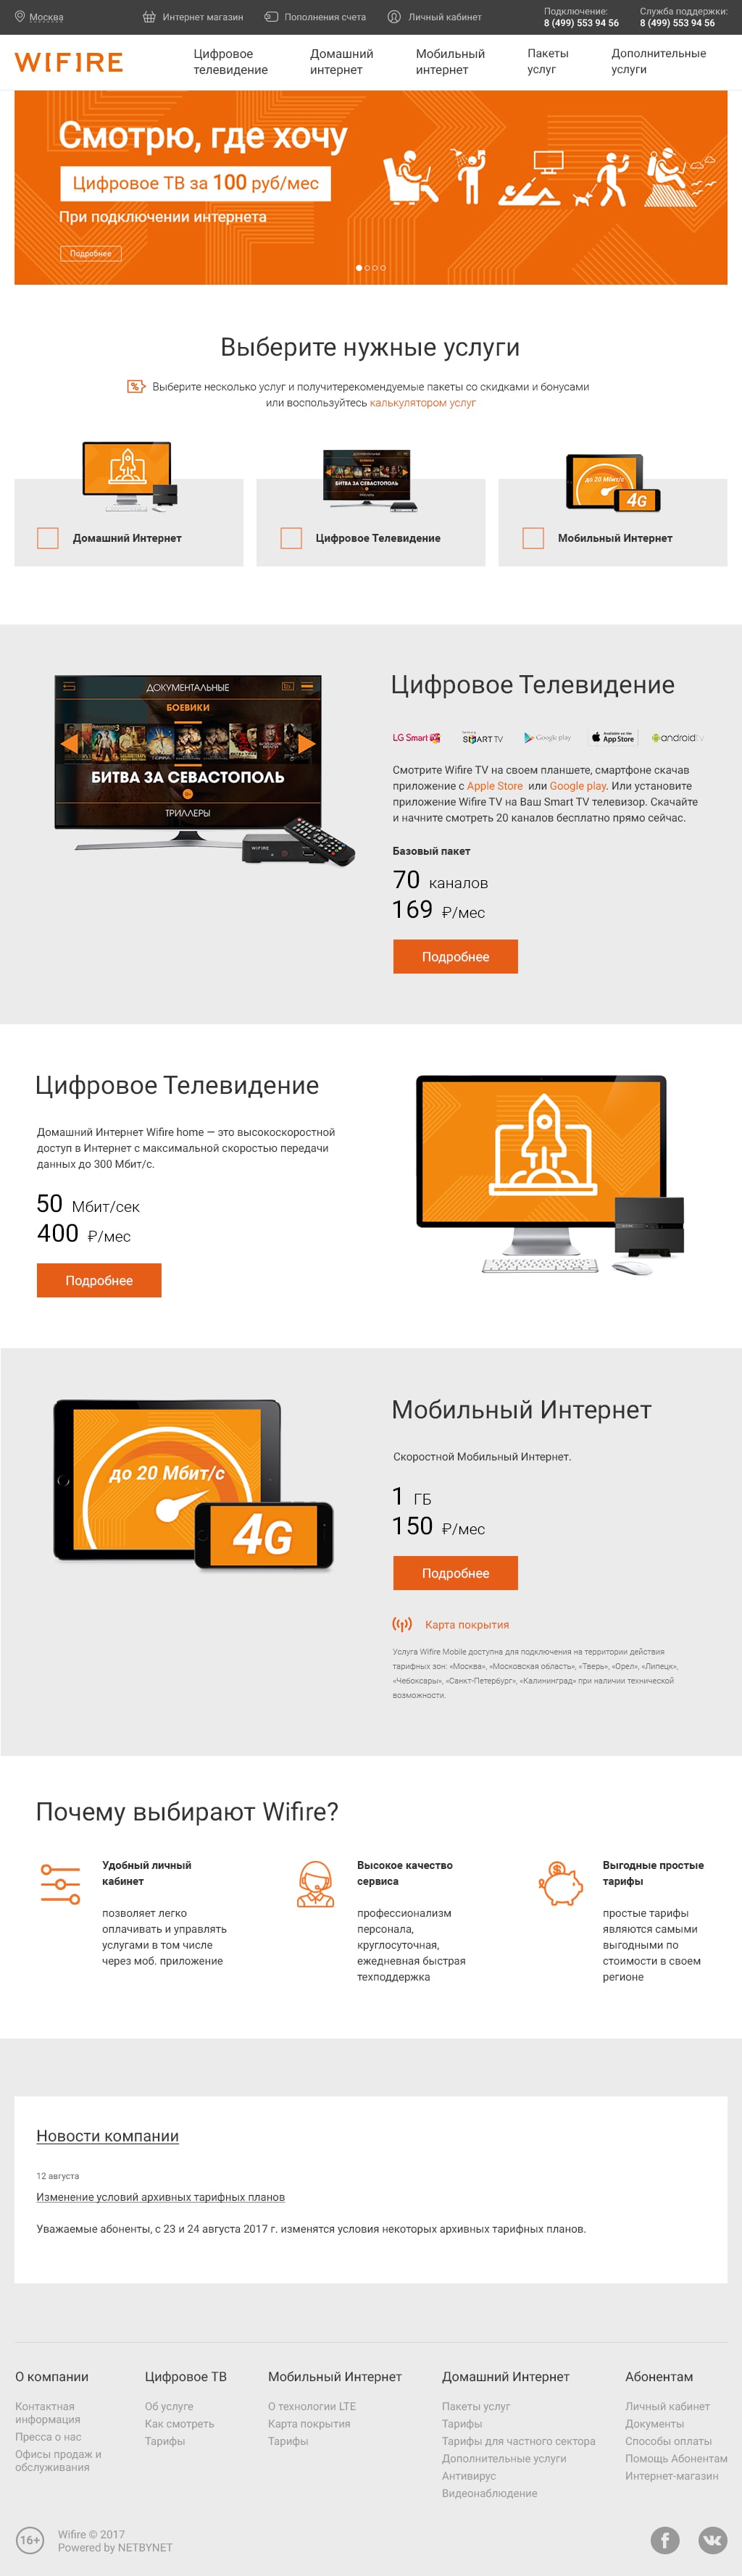 Москва
Интернет магазин
Пополнения счета
Личный кабинет
Подключение:
8 (499) 553 94 56
Служба поддержки:
8 (499) 553 94 56
WIFIRE
Цифровое
телевидение
Домашний
интернет
Мобильный
интернет
Пакеты
услуг
Дополнительные
услуги
Смотрю, где хочу
Цифровое ТВ за 100 руб/мес
При подключении интернета
Подробнее
Выберите нужные услуги
% Выберите несколько услуг и получитерекомендуемые пакеты со скидками и бонусами
или воспользуйтесь калькулятором услуг
БИТВА ЗА СЕВАСТОПОЛЬ
до 20 Мбит/с
4G
Домашний Интернет
Цифровое Телевидение
Мобильный Интернет
ДОКУМЕНТАЛЬНЫЕ
БОЕВИКИ
БИТВА ЗА СЕВАСТОПОЛЬ
ТРИЛЛЕРЫ
WIFIRE
Цифровое Телевидение
LG Smart
SMART TV
Google play
Available on the
App Store
androidtv
Смотрите Wifire TV на своем планшете, смартфоне скачав
приложение с Apple Store или Google play. Или установите
приложение Wifire TV на Ваш Smart TV телевизор. Скачайте
и начните смотреть 20 каналов бесплатно прямо сейчас.
Базовый пакет
70 каналов
169 ₽/мес
Подробнее
Цифровое Телевидение
Домашний Интернет Wifire home — это высокоскоростной
доступ в Интернет с максимальной скоростью передачи
данных до 300 Мбит/с.
50 Мбит/сек
400 ₽/мес
Подробнее
до 20 Мбит/с
4G
Мобильный Интернет
Скоростной Мобильный Интернет.
1 ГБ
150 ₽/мес
Подробнее
Карта покрытия
Услуга Wifire Mobile доступна для подключения на территории действия
тарифных зон: «Москва», «Московская область», «Тверь», «Орел», «Липецк»,
«Чебоксары», «Санкт-Петербург», «Калининград» при наличии технической
возможности.
Почему выбирают Wifire?
Удобный личный
кабинет
позволяет легко
оплачивать и управлять
услугами в том числе
через моб. приложение
Высокое качество
сервиса
профессионализм
персонала,
круглосуточная,
ежедневная быстрая
техподдержка
Выгодные простые
тарифы
простые тарифы
являются самыми
выгодными по
стоимости в своем
регионе
Новости компании
12 августа
Изменение условий архивных тарифных планов
Уважаемые абоненты, с 23 и 24 августа 2017 г. изменятся условия некоторых архивных тарифных планов.
О компании
Контактная
информация
Пресса о нас
Офисы продаж и
обслуживания
Цифровое ТВ
Об услуге
Как смотреть
Тарифы
Мобильный Интернет
О технологии LTE
Карта покрытия
Тарифы
Домашний Интернет
Пакеты услуг
Тарифы
Тарифы для частного сектора
Дополнительные услуги
Антивирус
Видеонаблюдение
Абонентам
Личный кабинет
Документы
Способы оплаты
Помощь Абонентам
Интернет-магазин
16+
Wifire © 2017
Powered by NETBYNET